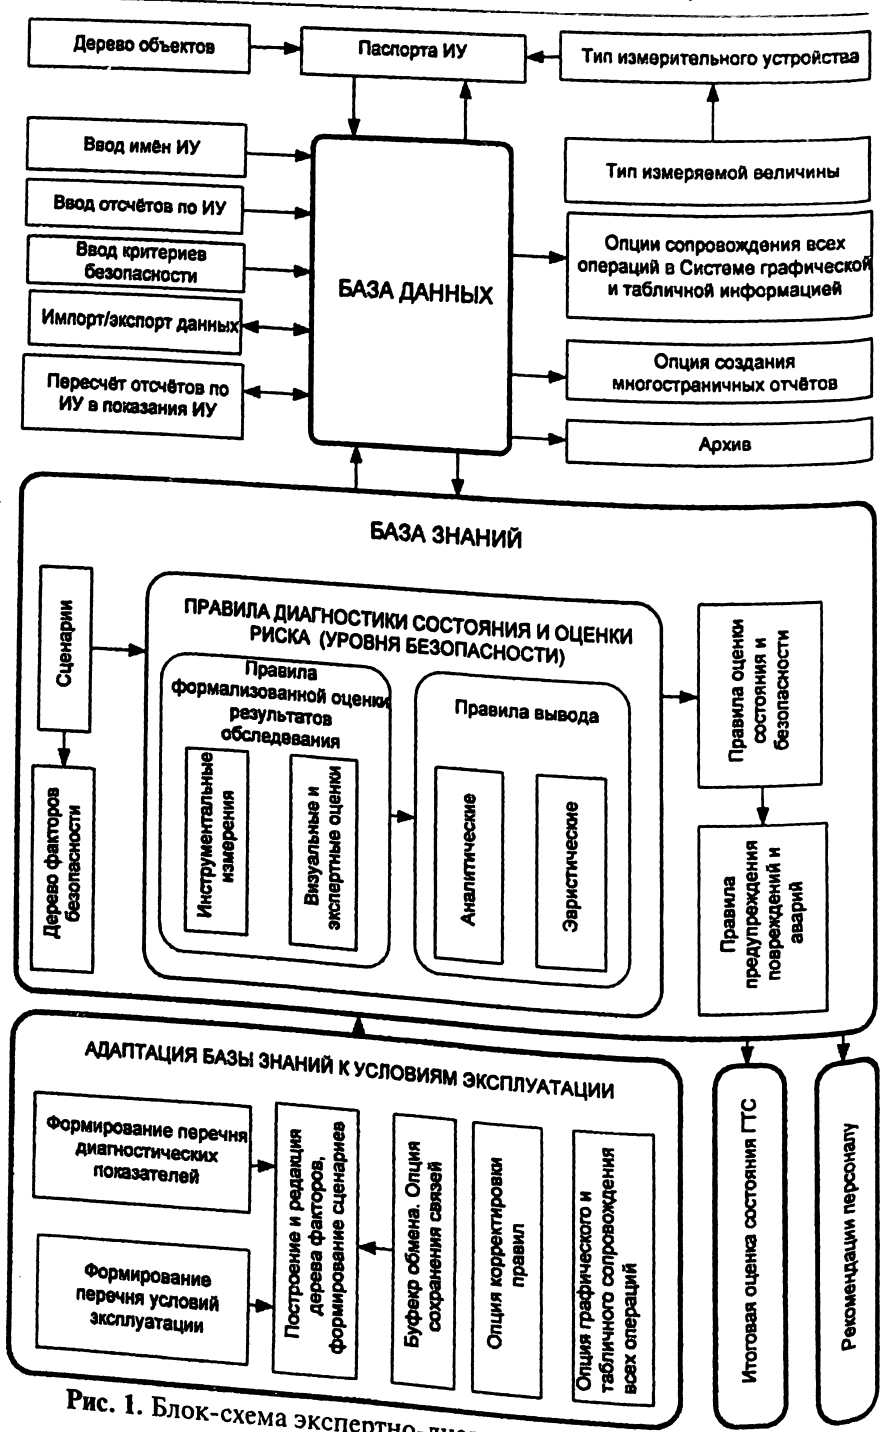 Дерево объектов
Паспорта ИУ
Тип измерительного устройства
Ввод имён ИУ
Ввод отсчётов по ИУ
Ввод критериев
безопасности
Импорт/экспорт данных
Пересчёт отсчётов по
ИУ в показания ИУ
БАЗА ДАННЫХ
Тип измеряемой величины
Опции сопровождения всех
операций в Системе графической
и табличной информацией
Опция создания
многостраничных отчётов
Архив
БАЗА ЗНАНИЙ
Сценарии
Дерево факторов
безопасности
ПРАВИЛА ДИАГНОСТИКИ СОСТОЯНИЯ И ОЦЕНКИ
РИСКА (УРОВНЯ БЕЗОПАСНОСТИ)
Правила
формализованной оценки
результатов
обследевания
Инструментальные
измерения
Визуальные и
экспертные оценки
Правила вывода
Аналитические
Эвристические
Правила оценки
состояния и
безопасности
Правила
предупреждения
повреждений и
аварий
АДАПТАЦИЯ БАЗЫ ЗНАНИЙ К УСЛОВИЯМ ЭКСПЛУАТАЦИИ
Формирование перечня
диагностических
показателей
Формирование
перечня условий
эксплуатации
Построение и редакция
дерева факторов,
формирование сценариев
Буфекр обмена. Опция
сохранения связей
Опция корректировки
правил
Опция графического и
табличного сопровождения
всех операций
Итоговая оценка состояния ГТС
Рекомендации персоналу
Рис. 1. Блок-схема